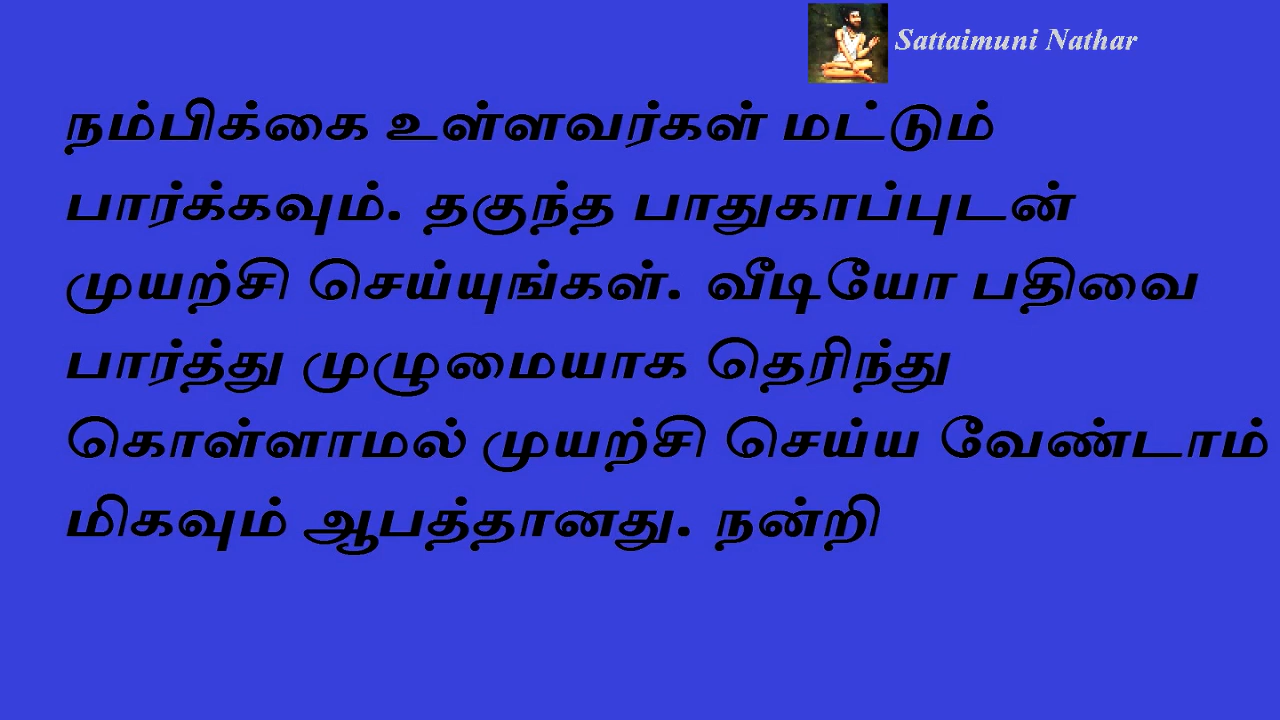 Sattaimuni Nathar
நம்பிக்கை உள்ளவர்கள் மட்டும்
பார்க்கவும். தகுந்த பாதுகாப்புடன்
முயற்சி செய்யுங்கள். வீடியோ பதிவை
பார்த்து முழுமையாக தெரிந்து
கொள்ளாமல் முயற்சி செய்ய வேண்டாம்
மிகவும் ஆபத்தானது. நன்றி